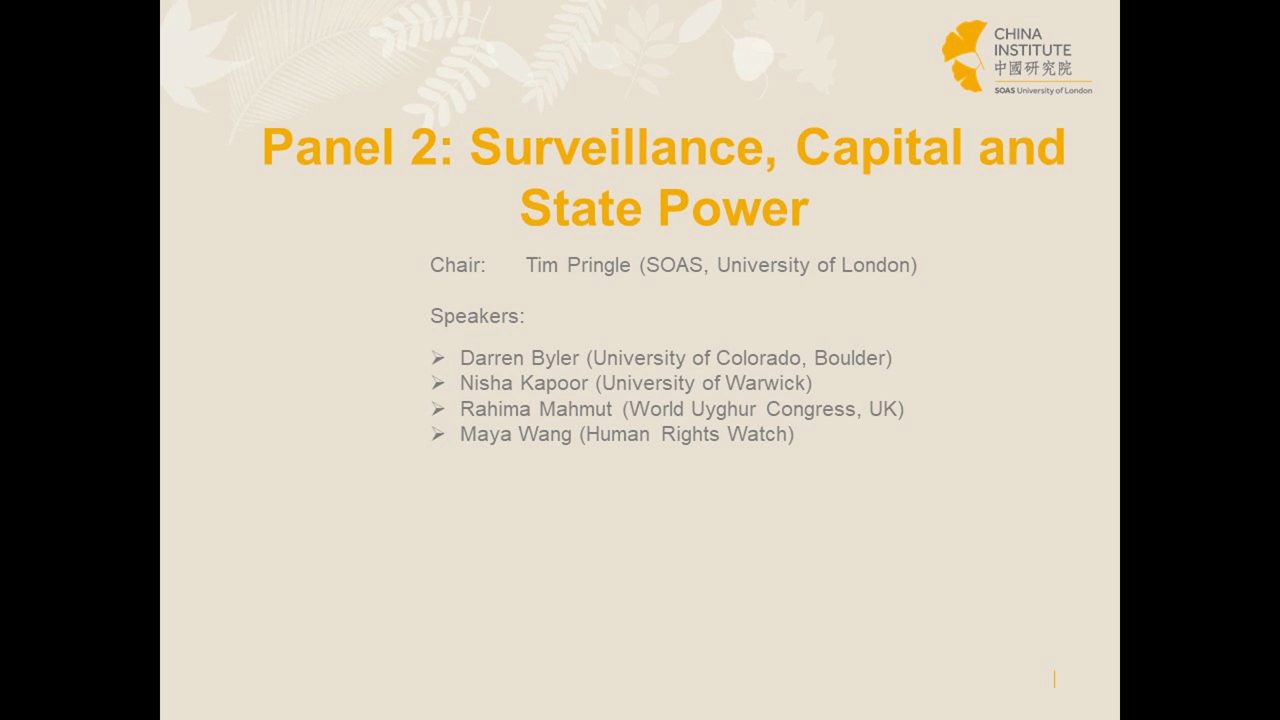 CHINA
INSTITUTE
中國研究院
SOAS University of London
Panel 2: Surveillance, Capital and
State Power
Chair: Tim Pringle (SOAS, University of London)
Speakers:
➢ Darren Byler (University of Colorado, Boulder)
➢ Nisha Kapoor (University of Warwick)
➢ Rahima Mahmut (World Uyghur Congress, UK)
➢ Maya Wang (Human Rights Watch)